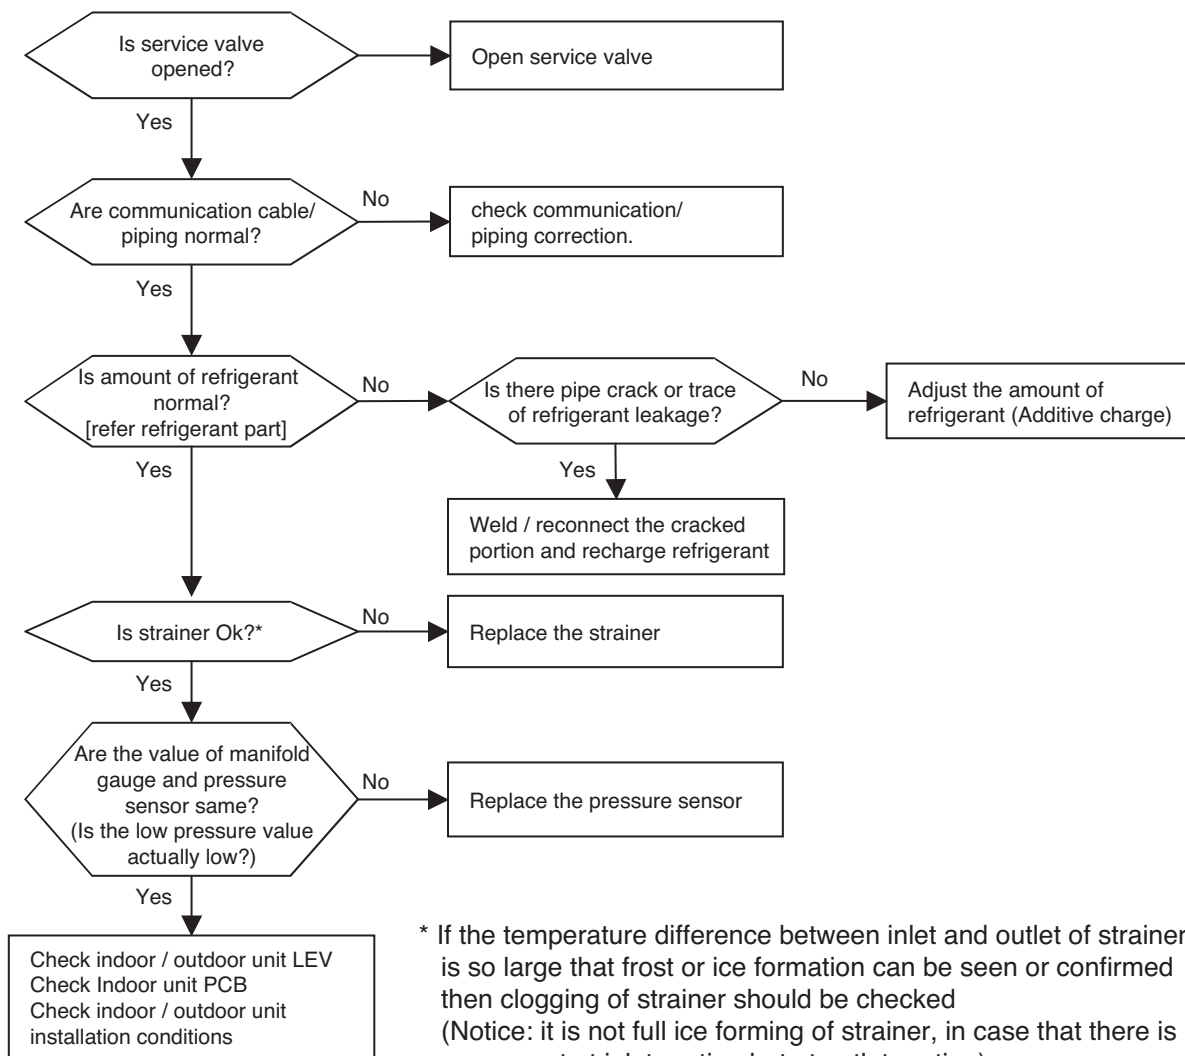 Is service valve
opened?
Open service valve
Yes
Are communication cable/
piping normal?
No
check communication/
piping correction.
Yes
Is amount of refrigerant
normal?
[refer refrigerant part]
No
Is there pipe crack or trace
of refrigerant leakage?
No
Adjust the amount of
refrigerant (Additive charge)
Yes
Yes
Weld / reconnect the cracked
portion and recharge refrigerant
Is strainer Ok?*
No
Replace the strainer
Yes
Are the value of manifold
gauge and pressure
sensor same?
(Is the low pressure value
actually low?)
No
Replace the pressure sensor
Yes
Check indoor / outdoor unit LEV
Check Indoor unit PCB
Check indoor / outdoor unit
installation conditions
* If the temperature difference between inlet and outlet of strainer
is so large that frost or ice formation can be seen or confirmed
then clogging of strainer should be checked
(Notice: it is not full ice forming of strainer, in case that there is